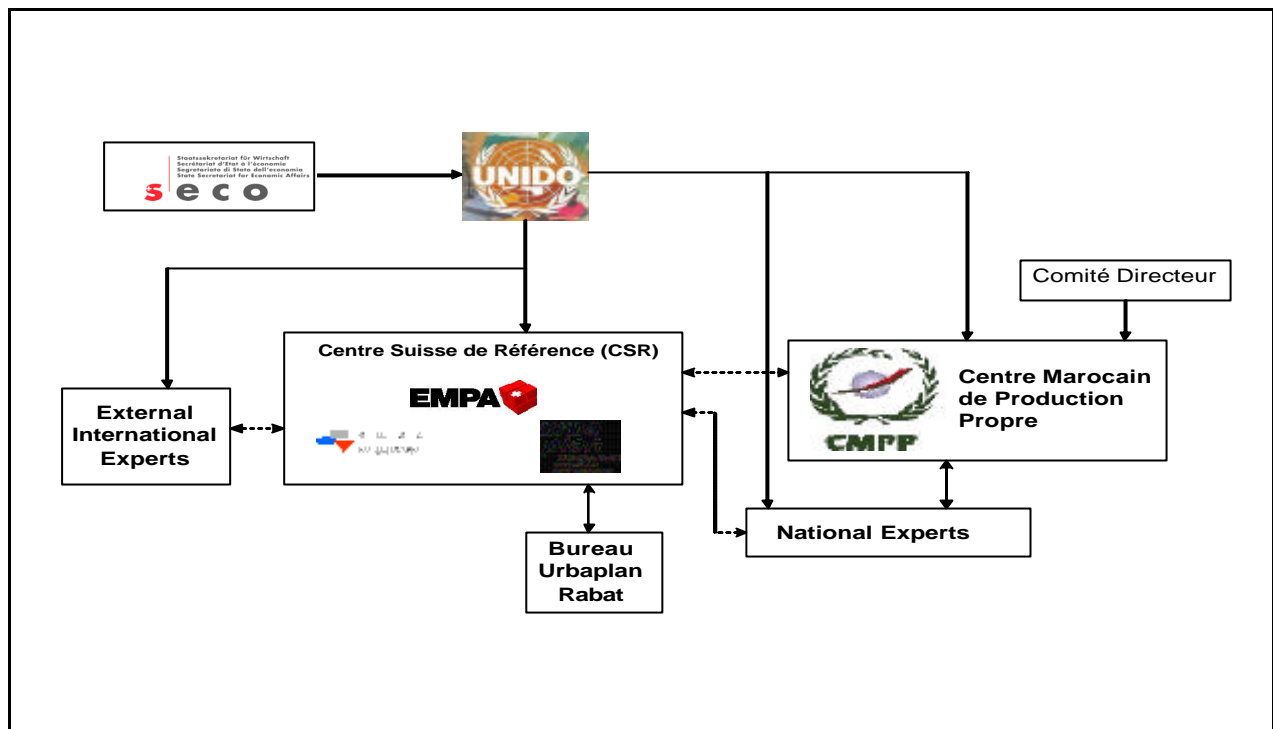 Staatssekretariat für Wirtschaft
Secrétariat d'Etat à l'économie
Segretariato di Stato dell'economia
State Secretariat for Economic Affairs
seco
UNIDO
Comité Directeur
Centre Suisse de Référence (CSR)
EMPA
Centre Marocain
de Production
Propre
CMPP
External
International
Experts
National Experts
Bureau
Urbaplan
Rabat